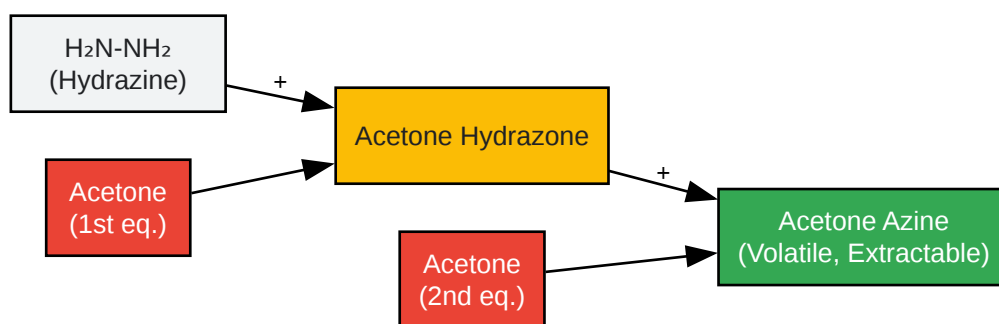 H₂N-NH₂
(Hydrazine)
+
Acetone
(1st eq.)
Acetone Hydrazone
+
Acetone
(2nd eq.)
Acetone Azine
(Volatile, Extractable)